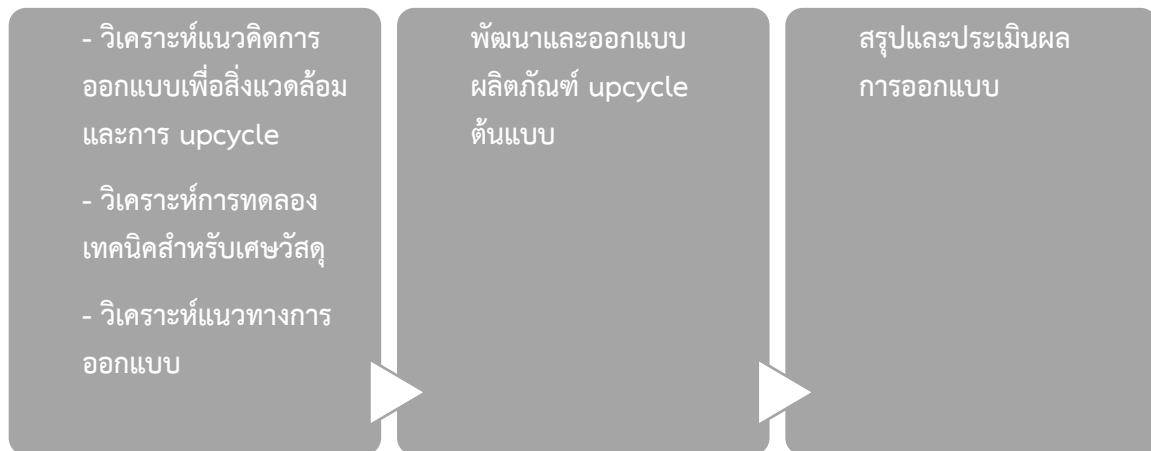 - วิเคราะห์แนวคิดการ
ออกแบบเพื่อสิ่งแวดล้อม
และการ upcycle
- วิเคราะห์การทดลอง
เทคนิคสำหรับเศษวัสดุ
- วิเคราะห์แนวทางการ
ออกแบบ
พัฒนาและออกแบบ
ผลิตภัณฑ์ upcycle
ต้นแบบ
สรุปและประเมินผล
การออกแบบ